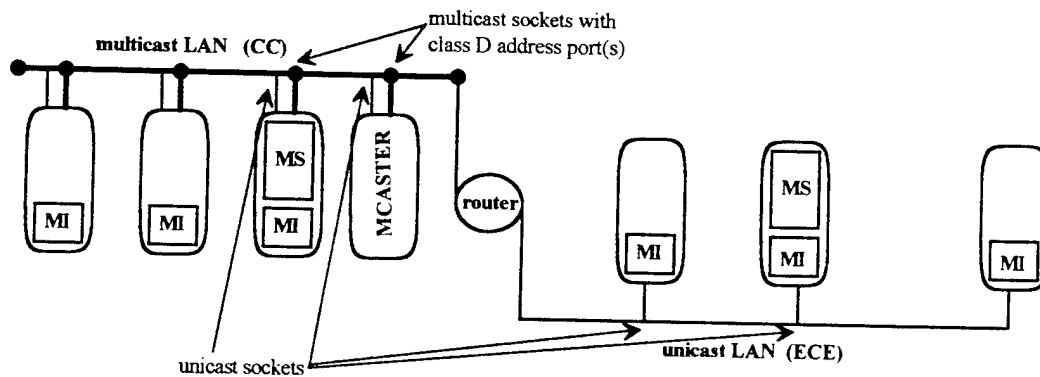 multicast sockets with
class D address port(s)
multicast LAN (CC)
MI
MI
MS
MI
MCASTER
router
MI
MS
MI
MI
unicast sockets
unicast LAN (ECE)